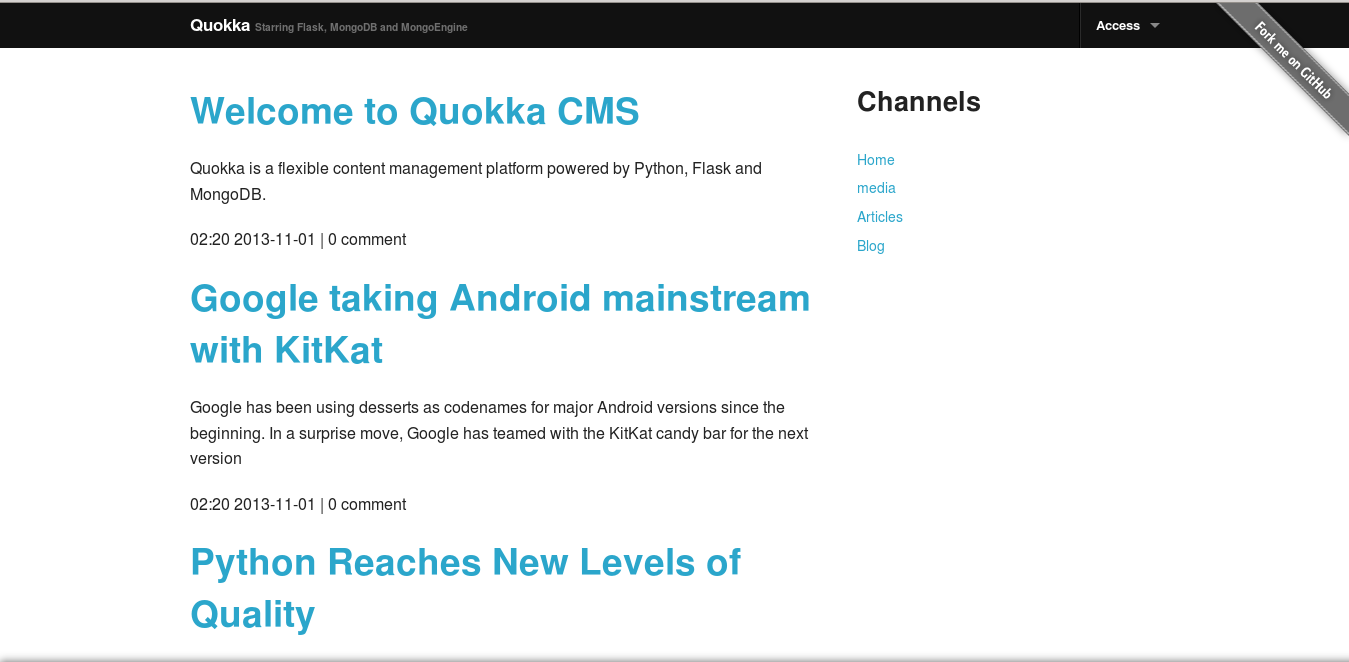 Quokka Starring Flask, MongoDB and MongoEngine
Access
Fork me on GitHub
Welcome to Quokka CMS
Quokka is a flexible content management platform powered by Python, Flask and
MongoDB.
02:20 2013-11-01 | 0 comment
Google taking Android mainstream
with KitKat
Google has been using desserts as codenames for major Android versions since the
beginning. In a surprise move, Google has teamed with the KitKat candy bar for the next
version
02:20 2013-11-01 | 0 comment
Python Reaches New Levels of
Quality
Channels
Home
media
Articles
Blog